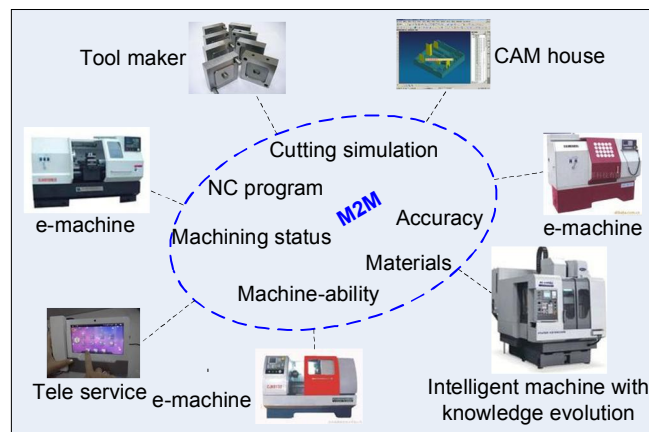 Tool maker
CAM house
Cutting simulation
NC program
M2M
Accuracy
e-machine
e-machine
Machining status
Materials
Machine-ability
Tele service
e-machine
Intelligent machine with
knowledge evolution